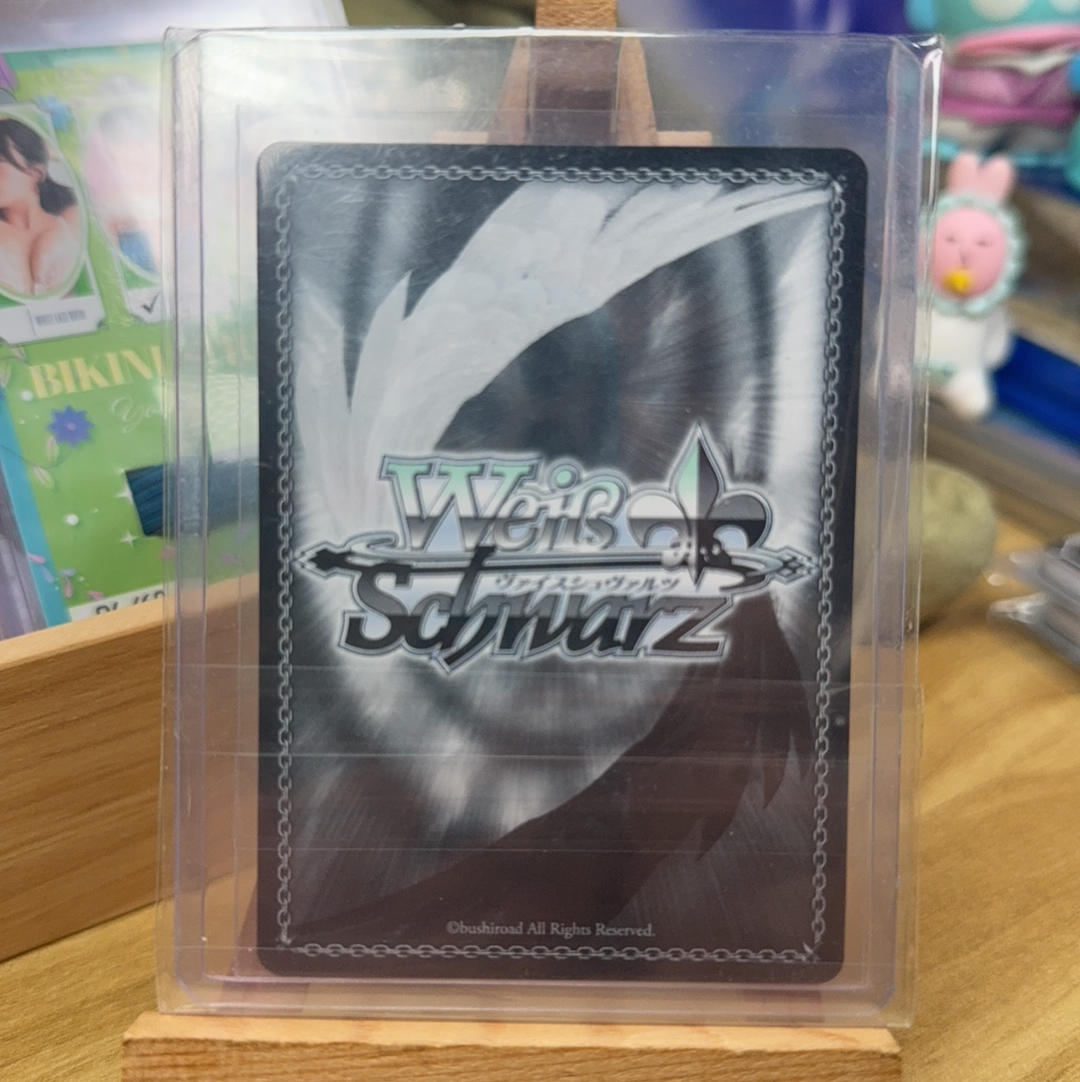 BIKINI
Weiß
ヴァイスシュヴァルツ
Schwarz
©bushiroad All Rights Reserved.